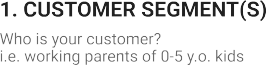 1. CUSTOMER SEGMENT(S)
Who is your customer?
i.e. working parents of 0-5 y.o. kids